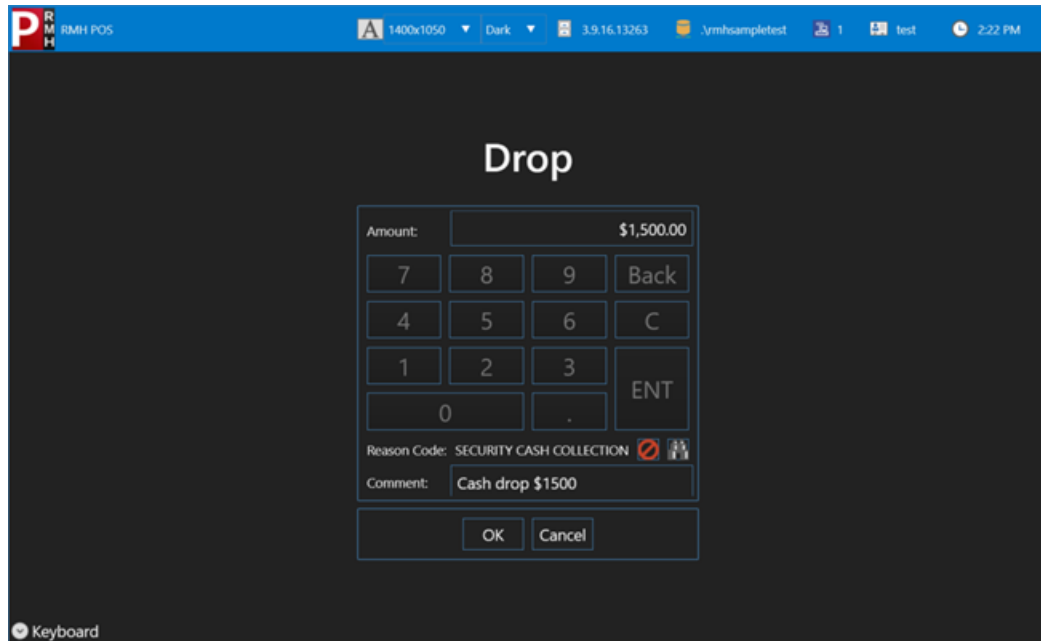 P RMH RMH POS A 1400x1050 Dark 3.9.16.13263 .\rmhsampletest 1 test 2:22 PM
Drop
Amount: $1,500.00
7 8 9 Back
4 5 6 C
1 2 3
ENT
0 .
Reason Code: SECURITY CASH COLLECTION
Comment: Cash drop $1500
OK Cancel
Keyboard